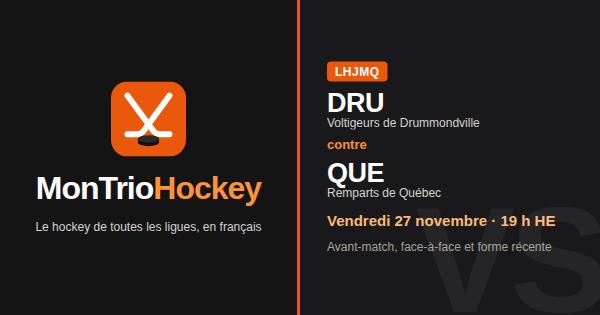 MonTrioHockey
Le hockey de toutes les ligues, en français
LHJMQ
DRU
Voltigeurs de Drummondville
contre
QUE
Remparts de Québec
Vendredi 27 novembre · 19 h HE
Avant-match, face-à-face et forme récente
VS